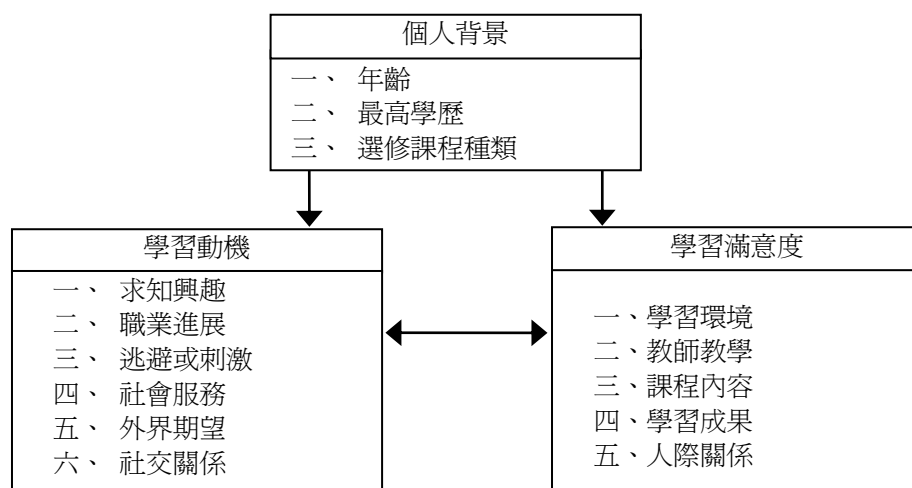 個人背景
一、 年齡
二、 最高學歷
三、 選修課程種類
學習動機
一、 求知興趣
二、 職業進展
三、 逃避或刺激
四、 社會服務
五、 外界期望
六、 社交關係
學習滿意度
一、學習環境
二、教師教學
三、課程內容
四、學習成果
五、人際關係